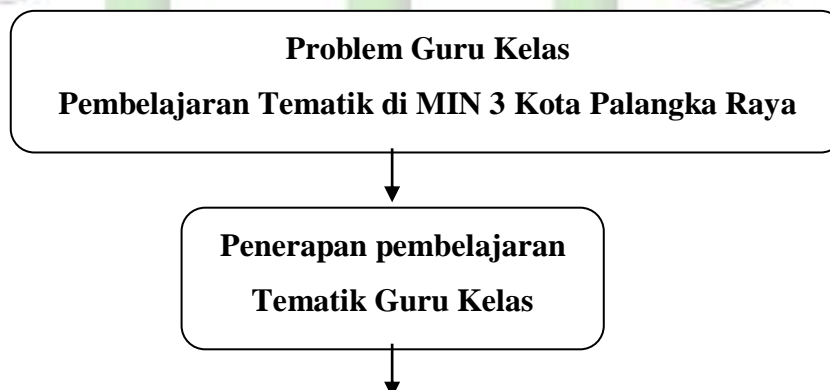 Problem Guru Kelas
Pembelajaran Tematik di MIN 3 Kota Palangka Raya
Penerapan pembelajaran
Tematik Guru Kelas